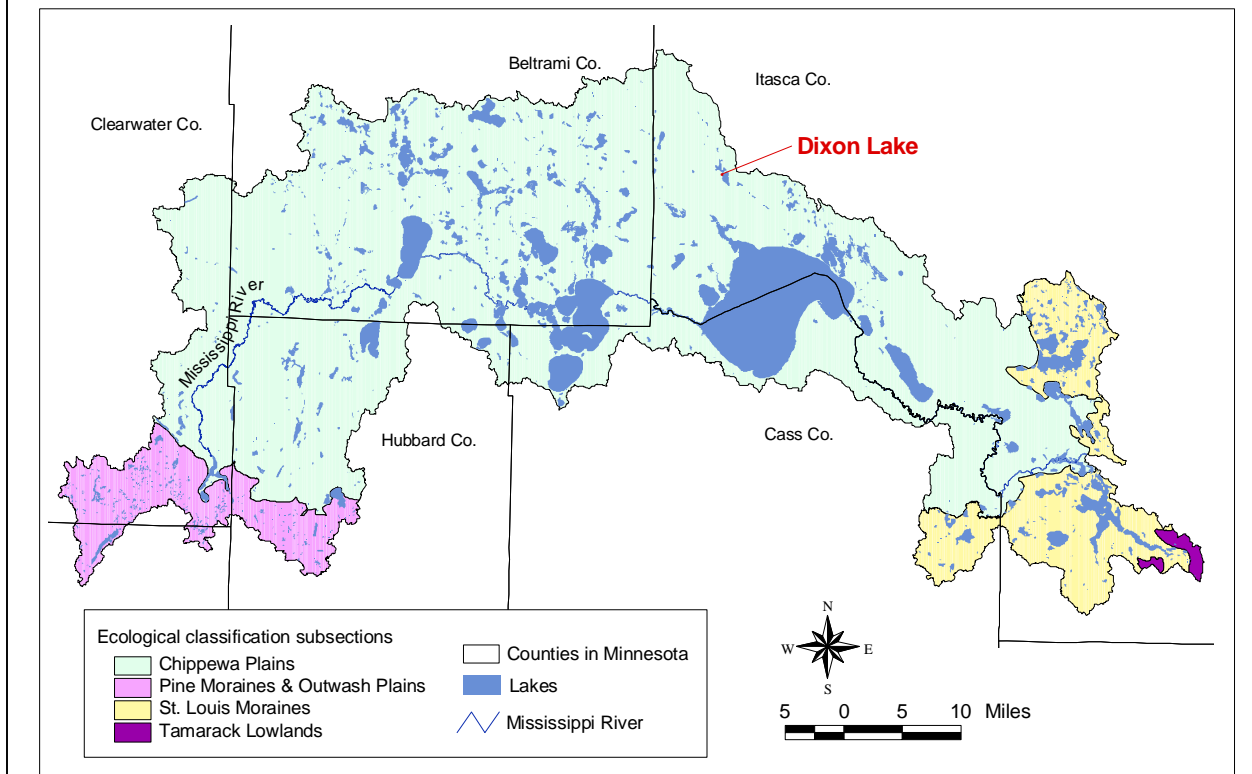 Beltrami Co.
Itasca Co.
Clearwater Co.
Dixon Lake
Mississippi River
Hubbard Co.
Cass Co.
Ecological classification subsections
Chippewa Plains
Pine Moraines & Outwash Plains
St. Louis Moraines
Tamarack Lowlands
Counties in Minnesota
Lakes
Mississippi River
N
W E
S
5 0 5 10 Miles